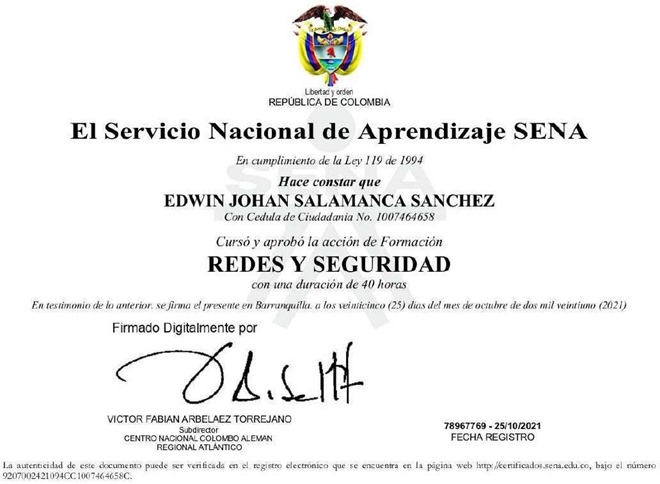 Libertad y orden
REPÚBLICA DE COLOMBIA
El Servicio Nacional de Aprendizaje SENA
En cumplimiento de la Ley 119 de 1994
SENA
Hace constar que
EDWIN JOHAN SALAMANCA SANCHEZ
Con Cedula de Ciudadania No. 1007464658
Cursó y aprobó la acción de Formación
REDES Y SEGURIDAD
con una duración de 40 horas
En testimonio de lo anterior, se firma el presente en Barranquilla, a los veinticinco (25) dias del mes de octubre de dos mil veintiuno (2021)
Firmado Digitalmente por
VICTOR FABIAN ARBELAEZ TORREJANO
Subdirector
CENTRO NACIONAL COLOMBO ALEMAN
REGIONAL ATLÁNTICO
78967769 - 25/10/2021
FECHA REGISTRO
La autenticidad de este documento puede ser verificada en el registro electrónico que se encuentra en la página web http://certificados.sena.edu.co, bajo el número
9207002421094CC1007464658C.